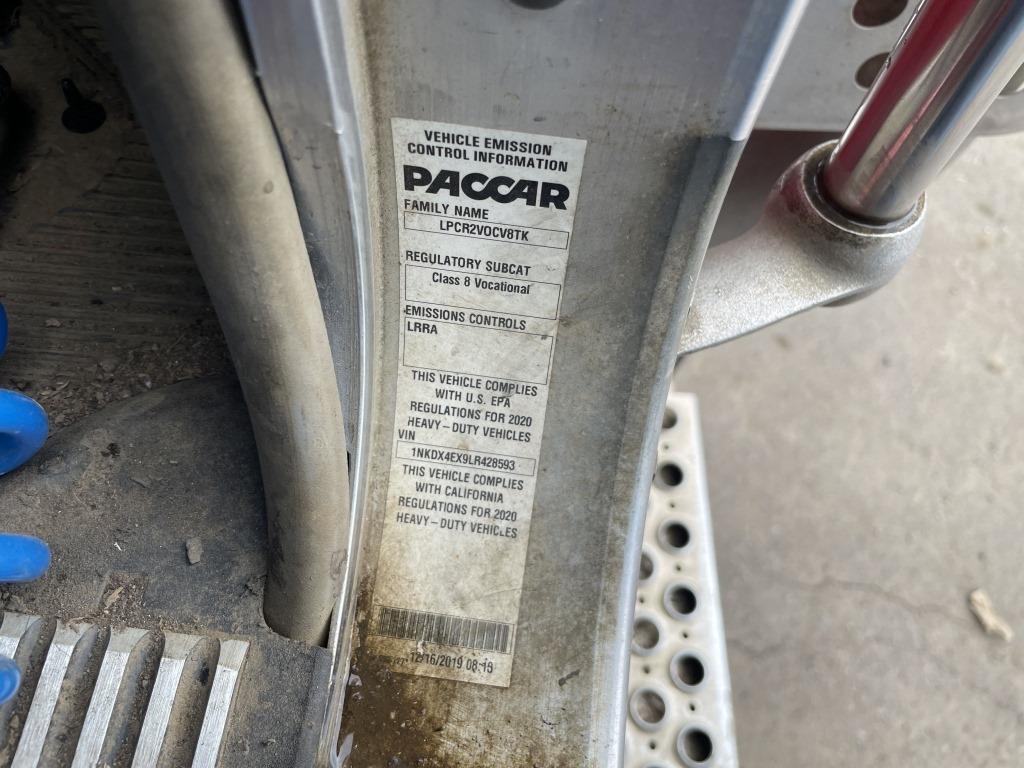 VEHICLE EMISSION
CONTROL INFORMATION
PACCAR
FAMILY NAME
LPCR2VOCV8TK
REGULATORY SUBCAT
Class 8 Vocational
EMISSIONS CONTROLS
LRRA
THIS VEHICLE COMPLIES
WITH U.S. EPA
REGULATIONS FOR 2020
HEAVY-DUTY VEHICLES
VIN
1NKDX4EX9LR428593
THIS VEHICLE COMPLIES
WITH CALIFORNIA
REGULATIONS FOR 2020
HEAVY-DUTY VEHICLES
12/16/2019 08:15